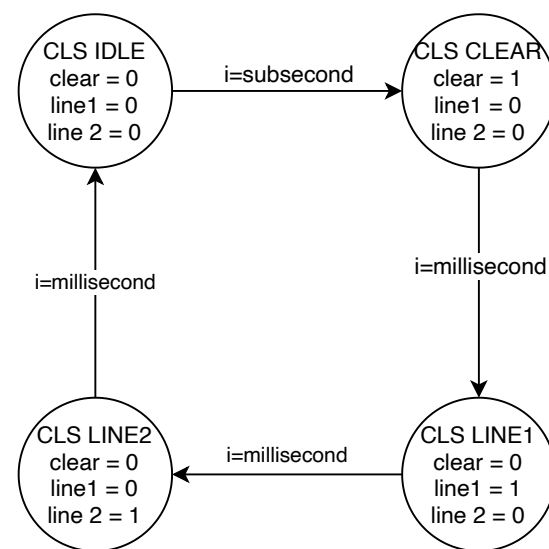 CLS IDLE
clear = 0
line1 = 0
line 2 = 0
i=subsecond
CLS CLEAR
clear = 1
line1 = 0
line 2 = 0
i=millisecond
i=millisecond
CLS LINE2
clear = 0
line1 = 0
line 2 = 1
i=millisecond
CLS LINE1
clear = 0
line1 = 1
line 2 = 0